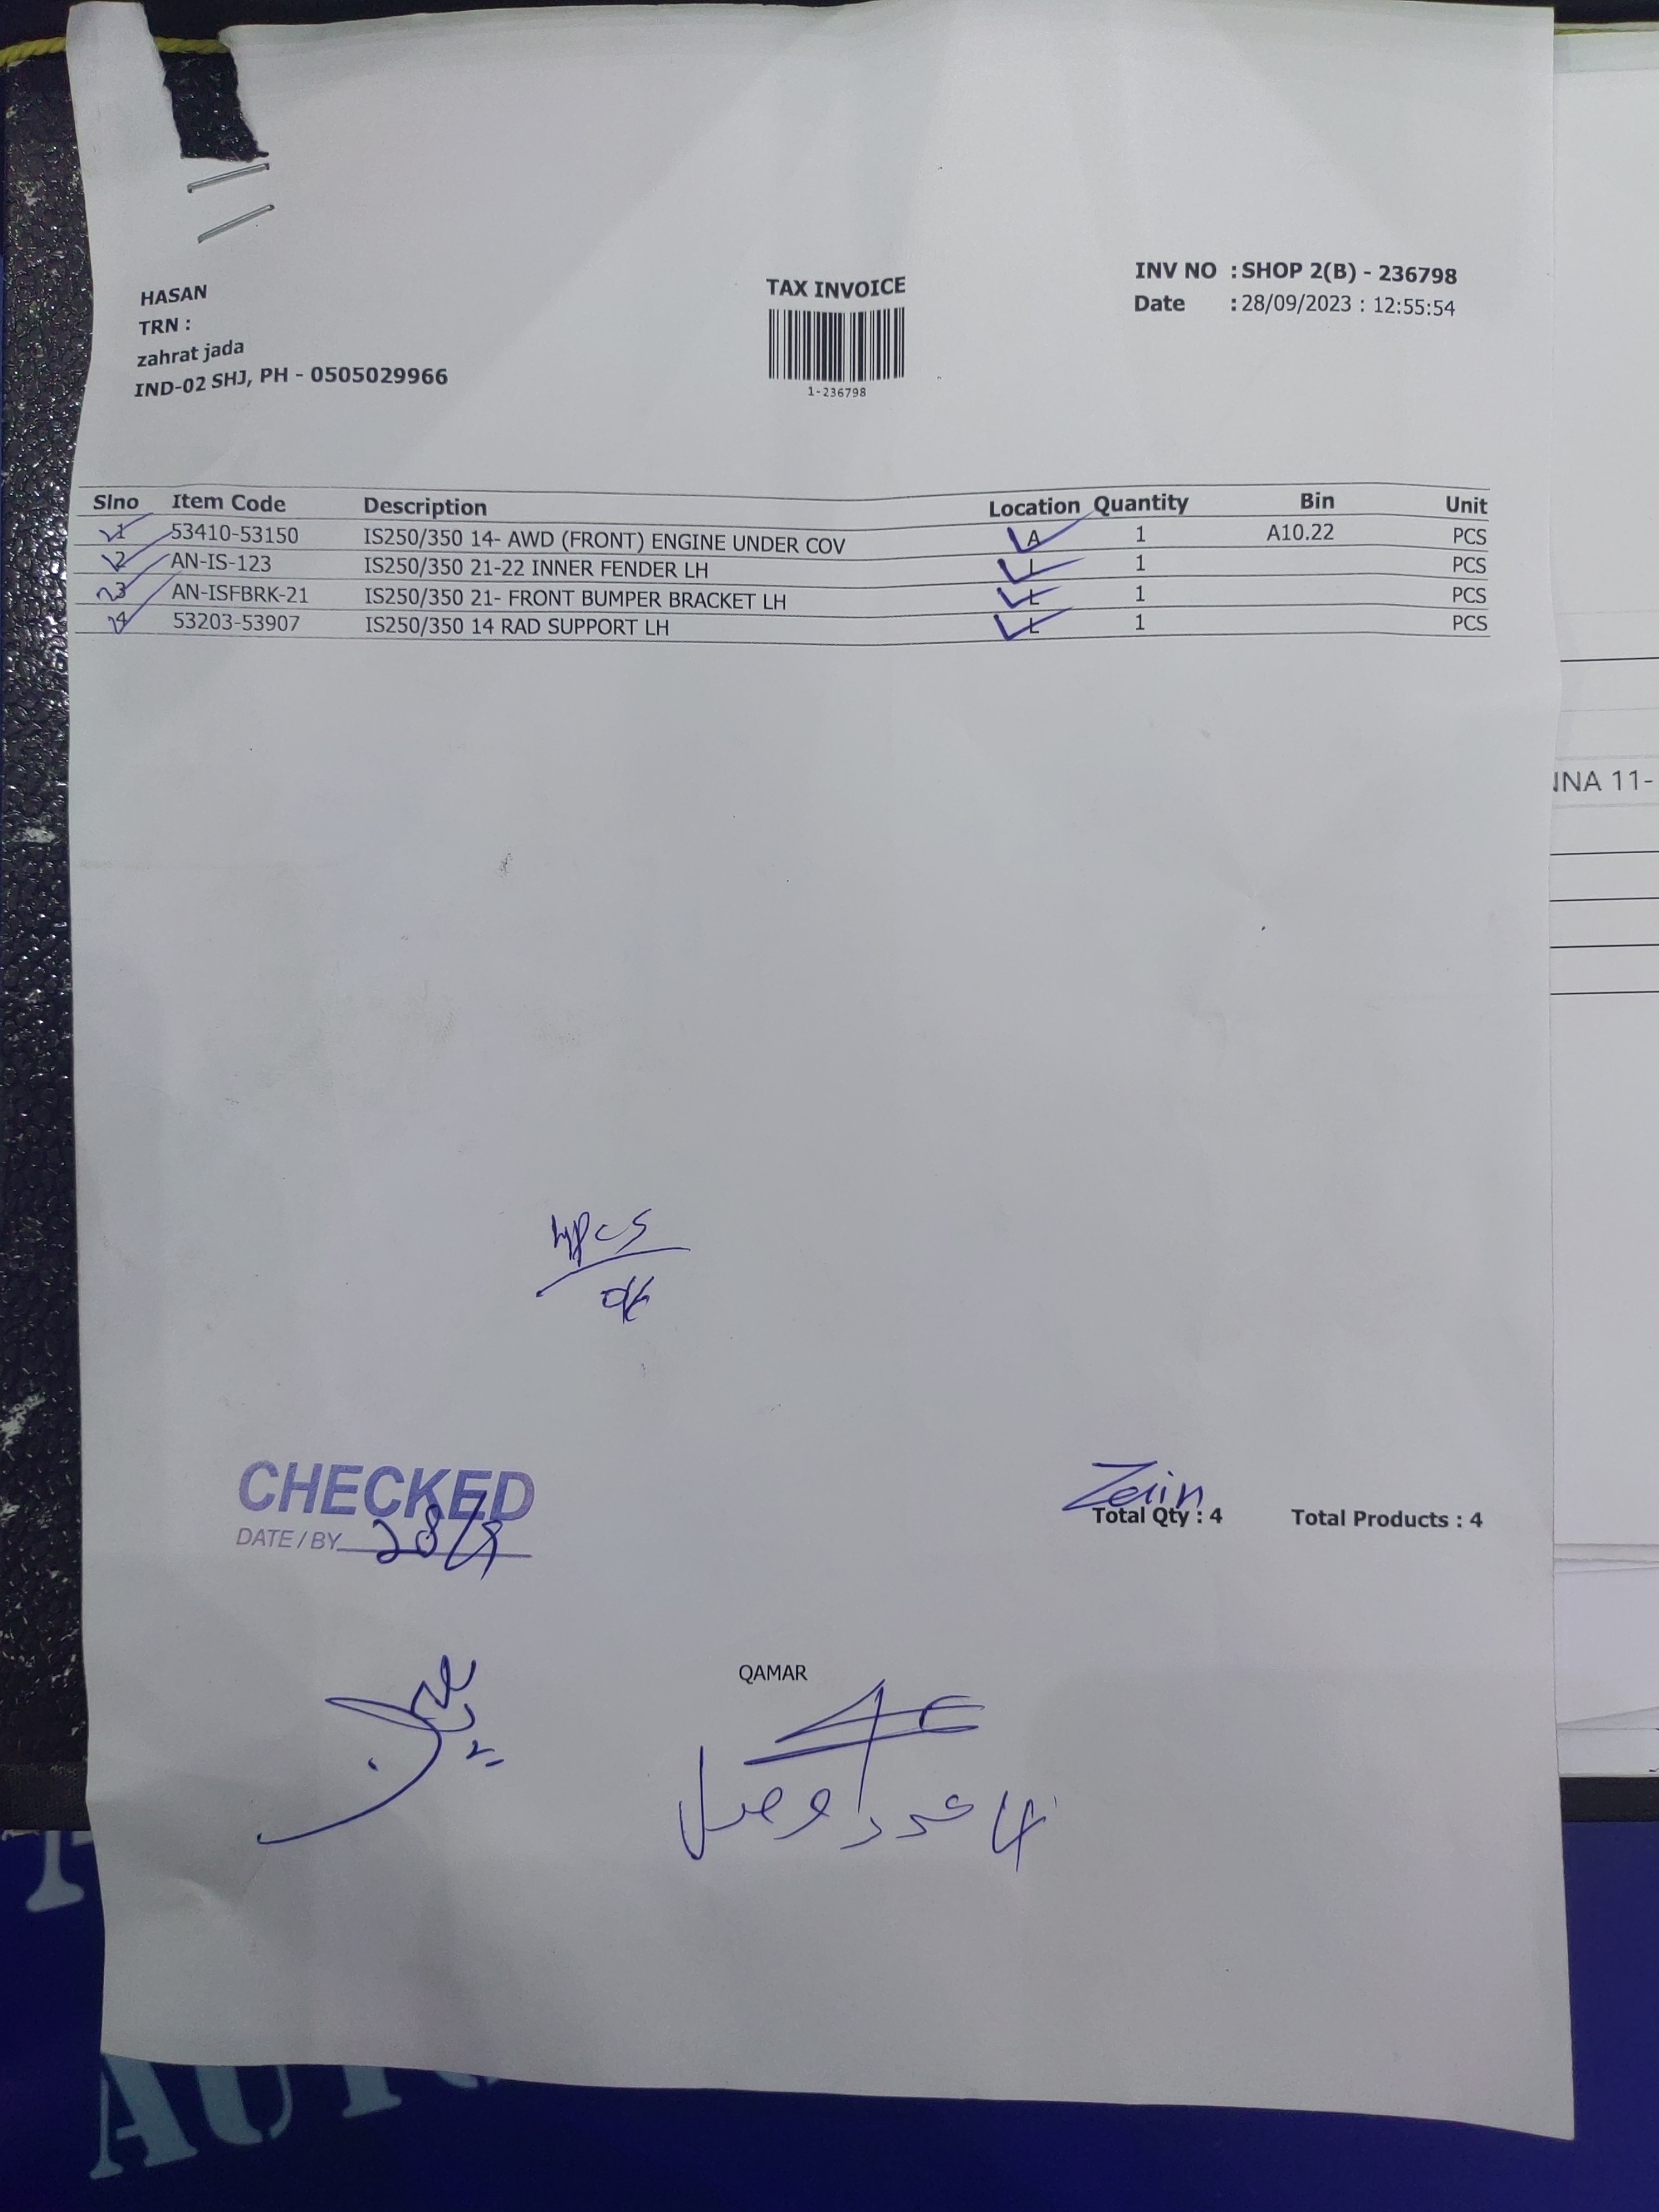 HASAN
TRN :
zahrat jada
IND-02 SHJ, PH - 0505029966
TAX INVOICE
1-236798
INV NO : SHOP 2(B) - 236798
Date : 28/09/2023 : 12:55:54
Slno Item Code Description Location Quantity Bin Unit
1 53410-53150 IS250/350 14- AWD (FRONT) ENGINE UNDER COV A 1 A10.22 PCS
2 AN-IS-123 IS250/350 21-22 INNER FENDER LH L 1 PCS
3 AN-ISFBRK-21 IS250/350 21- FRONT BUMPER BRACKET LH L 1 PCS
4 53203-53907 IS250/350 14 RAD SUPPORT LH L 1 PCS
NNA 11-
4PCS
ok
CHECKED
DATE / BY 28/9
Zain
Total Qty : 4 Total Products : 4
QAMAR